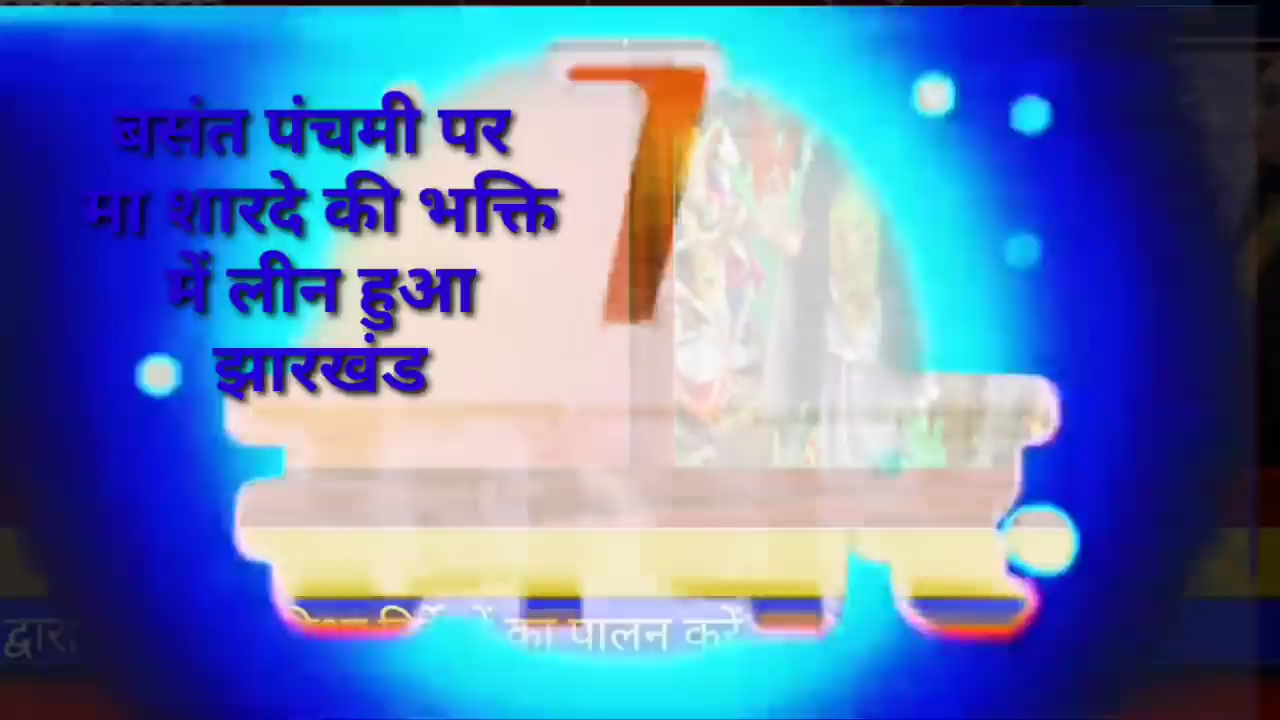 बसंत पंचमी पर
मा शारदे की भक्ति
में लीन हुआ
झारखंड
7
का पालन करें